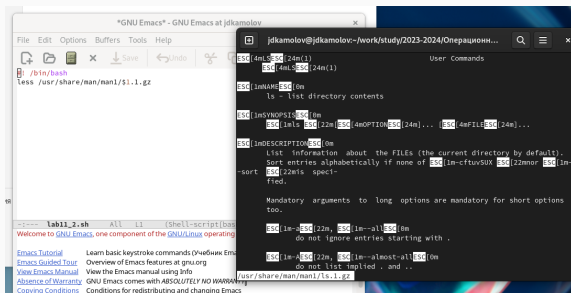 *GNU Emacs* - GNU Emacs at jdkamolov
File Edit Options Buffers Tools Help
Save Undo
#! /bin/bash
less /usr/share/man/man1/$1.1.gz
-:--- lab11_2.sh All L1 (Shell-script[bas
Welcome to GNU Emacs, one component of the GNU/Linux operating
Emacs Tutorial Learn basic keystroke commands (Учебник Ema
Emacs Guided Tour Overview of Emacs features at gnu.org
View Emacs Manual View the Emacs manual using Info
Absence of Warranty GNU Emacs comes with ABSOLUTELY NO WARRANTY
Copying Conditions Conditions for redistributing and changing Emacs
jdkamolov@jdkamolov:~/work/study/2023-2024/Операционн...
ESC[4mLSESC[24m(1) User Commands
ESC[4mLSESC[24m(1)
ESC[1mNAMEESC[0m
ls - list directory contents
ESC[1mSYNOPSISESC[0m
ESC[1mls ESC[22m[ESC[4mOPTIONESC[24m]... [ESC[4mFILEESC[24m]...
ESC[1mDESCRIPTIONESC[0m
List information about the FILEs (the current directory by default).
Sort entries alphabetically if none of ESC[1m-cftuvSUX ESC[22mnor ESC[1m-
-sort ESC[22mis speci-
fied.
Mandatory arguments to long options are mandatory for short options
too.
ESC[1m-aESC[22m, ESC[1m--allESC[0m
do not ignore entries starting with .
ESC[1m-AESC[22m, ESC[1m--almost-allESC[0m
do not list implied . and ..
/usr/share/man/man1/ls.1.gz